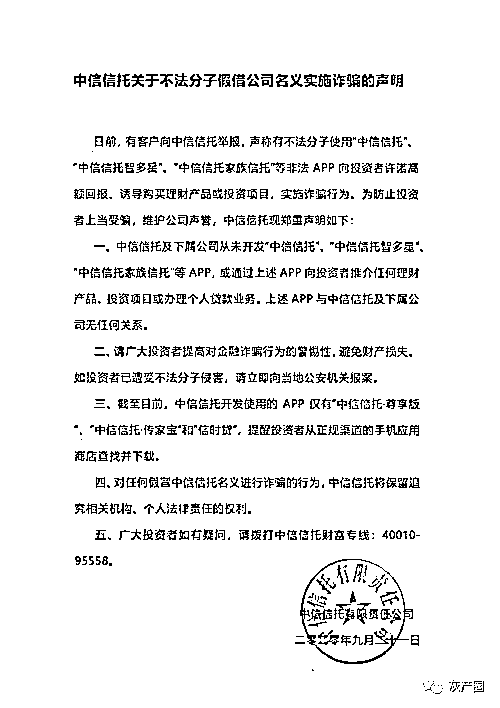 中信信托关于不法分子假借公司名义实施诈骗的声明
日前，有客户向中信信托举报，声称有不法分子使用“中信信托”、
“中信信托智多星”、“中信信托家族信托”等非法 APP 向投资者许诺高
额回报、诱导购买理财产品或投资项目，实施诈骗行为。为防止投资
者上当受骗，维护公司声誉，中信信托现郑重声明如下：
一、中信信托及下属公司从未开发“中信信托”、“中信信托智多星”、
“中信信托家族信托”等 APP，或通过上述 APP 向投资者推介任何理财
产品、投资项目或办理个人贷款业务。上述 APP 与中信信托及下属公
司无任何关系。
二、请广大投资者提高对金融诈骗行为的警惕性，避免财产损失。
如投资者已遭受不法分子侵害，请立即向当地公安机关报案。
三、截至目前，中信信托开发使用的 APP 仅有“中信信托·尊享版
”、“中信信托·传家宝”和“信时贷”，提醒投资者从正规渠道的手机应用
商店查找并下载。
四、对任何假冒中信信托名义进行诈骗的行为，中信信托将保留追
究相关机构、个人法律责任的权利。
五、广大投资者如有疑问，请拨打中信信托财富专线：40010-
95558。
中信信托有限责任公司
中信信托有限责任公司
二零二零年九月二十一日
灰产圈